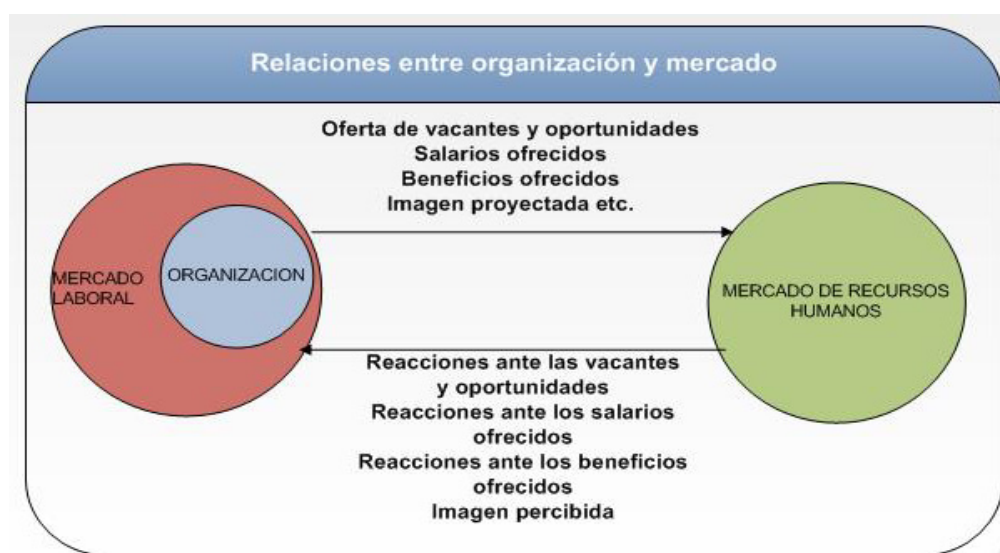 Relaciones entre organización y mercado
Oferta de vacantes y oportunidades
Salarios ofrecidos
Beneficios ofrecidos
Imagen proyectada etc.
MERCADO
LABORAL
ORGANIZACION
MERCADO DE RECURSOS
HUMANOS
Reacciones ante las vacantes
y oportunidades
Reacciones ante los salarios
ofrecidos
Reacciones ante los beneficios
ofrecidos
Imagen percibida